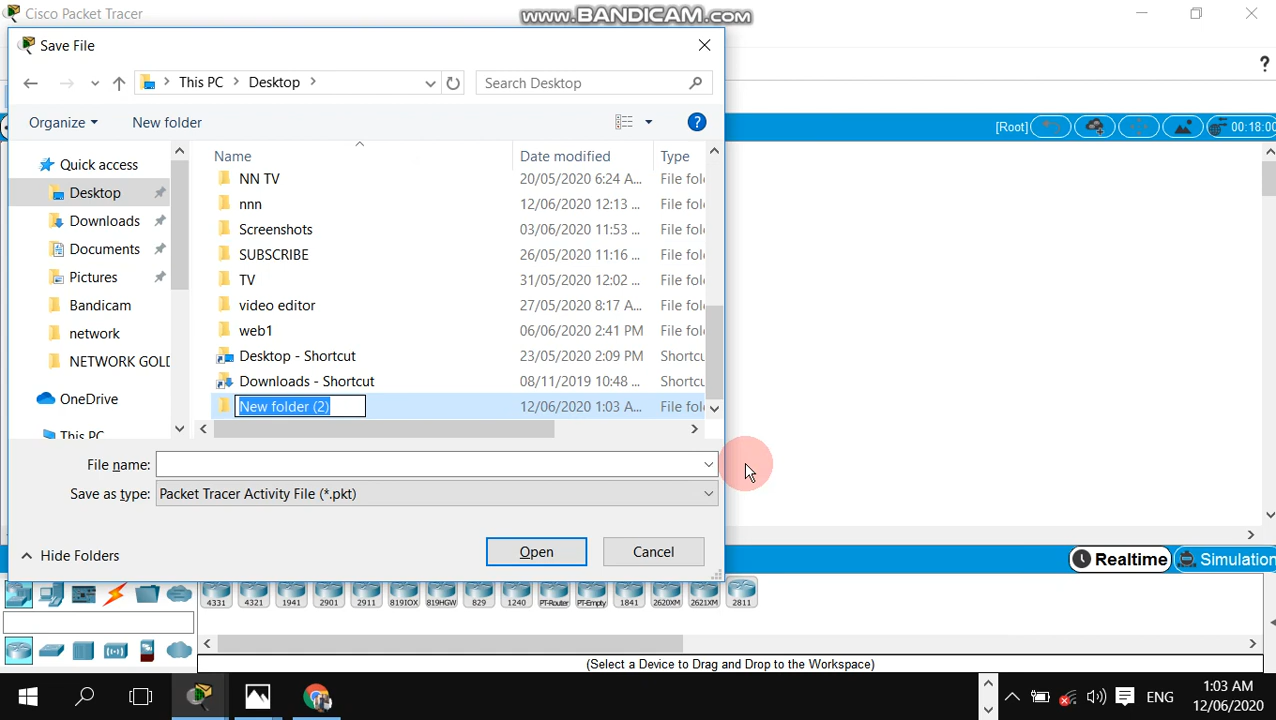 Cisco Packet Tracer
www.BANDICAM.com
Save File
This PC
Desktop
Search Desktop
?
Organize
New folder
?
[Root]
00:18:00
Name
Date modified
Type
Quick access
Desktop
Downloads
Documents
Pictures
Bandicam
network
NETWORK GOLD
OneDrive
This PC
NN TV 20/05/2020 6:24 A... File fol
nnn 12/06/2020 12:13 ... File fol
Screenshots 03/06/2020 11:53 ... File fol
SUBSCRIBE 26/05/2020 11:16 ... File fol
TV 31/05/2020 12:02 ... File fol
video editor 27/05/2020 8:17 A... File fol
web1 06/06/2020 2:41 PM File fol
Desktop - Shortcut 23/05/2020 2:09 PM Shortc
Downloads - Shortcut 08/11/2019 10:48 ... Shortc
New folder (2) 12/06/2020 1:03 A... File fol
File name:
Save as type: Packet Tracer Activity File (*.pkt)
Hide Folders
Open
Cancel
Realtime
Simulation
4331 4321 1941 2901 2911 819IOX 819HGW 829 1240 PT-Router PT-Empty 1841 2620XM 2621XM 2811
(Select a Device to Drag and Drop to the Workspace)
ENG
1:03 AM
12/06/2020